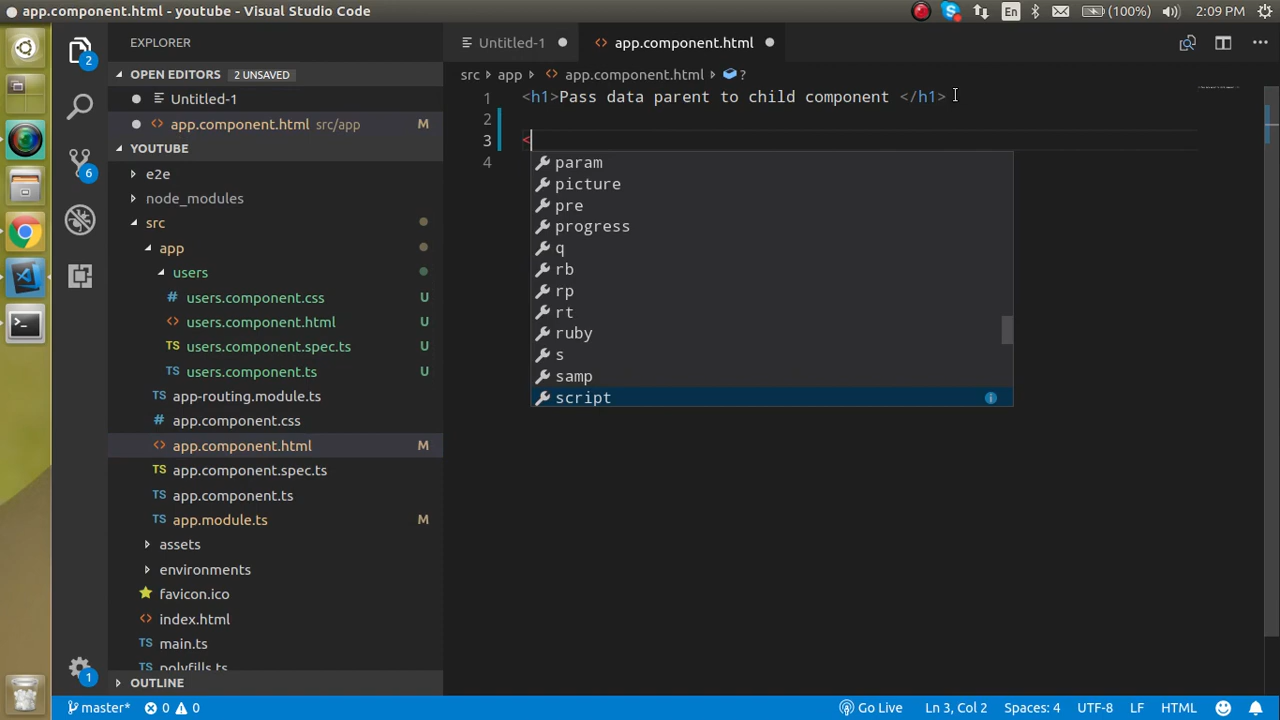 app.component.html - youtube - Visual Studio Code
En
(100%)
2:09 PM
EXPLORER
Untitled-1
app.component.html
OPEN EDITORS 2 UNSAVED
src › app › app.component.html › ?
Untitled-1
app.component.html src/app M
YOUTUBE
e2e
node_modules
src
app
users
users.component.css U
users.component.html U
users.component.spec.ts U
users.component.ts U
app-routing.module.ts
app.component.css
app.component.html M
app.component.spec.ts
app.component.ts
app.module.ts M
assets
environments
favicon.ico
index.html
main.ts
polyfills.ts
OUTLINE
2
6
1
1 <h1>Pass data parent to child component </h1>
2
3 <
4
param
picture
pre
progress
q
rb
rp
rt
ruby
s
samp
script
master* 0 0
Go Live
Ln 3, Col 2
Spaces: 4
UTF-8
LF
HTML